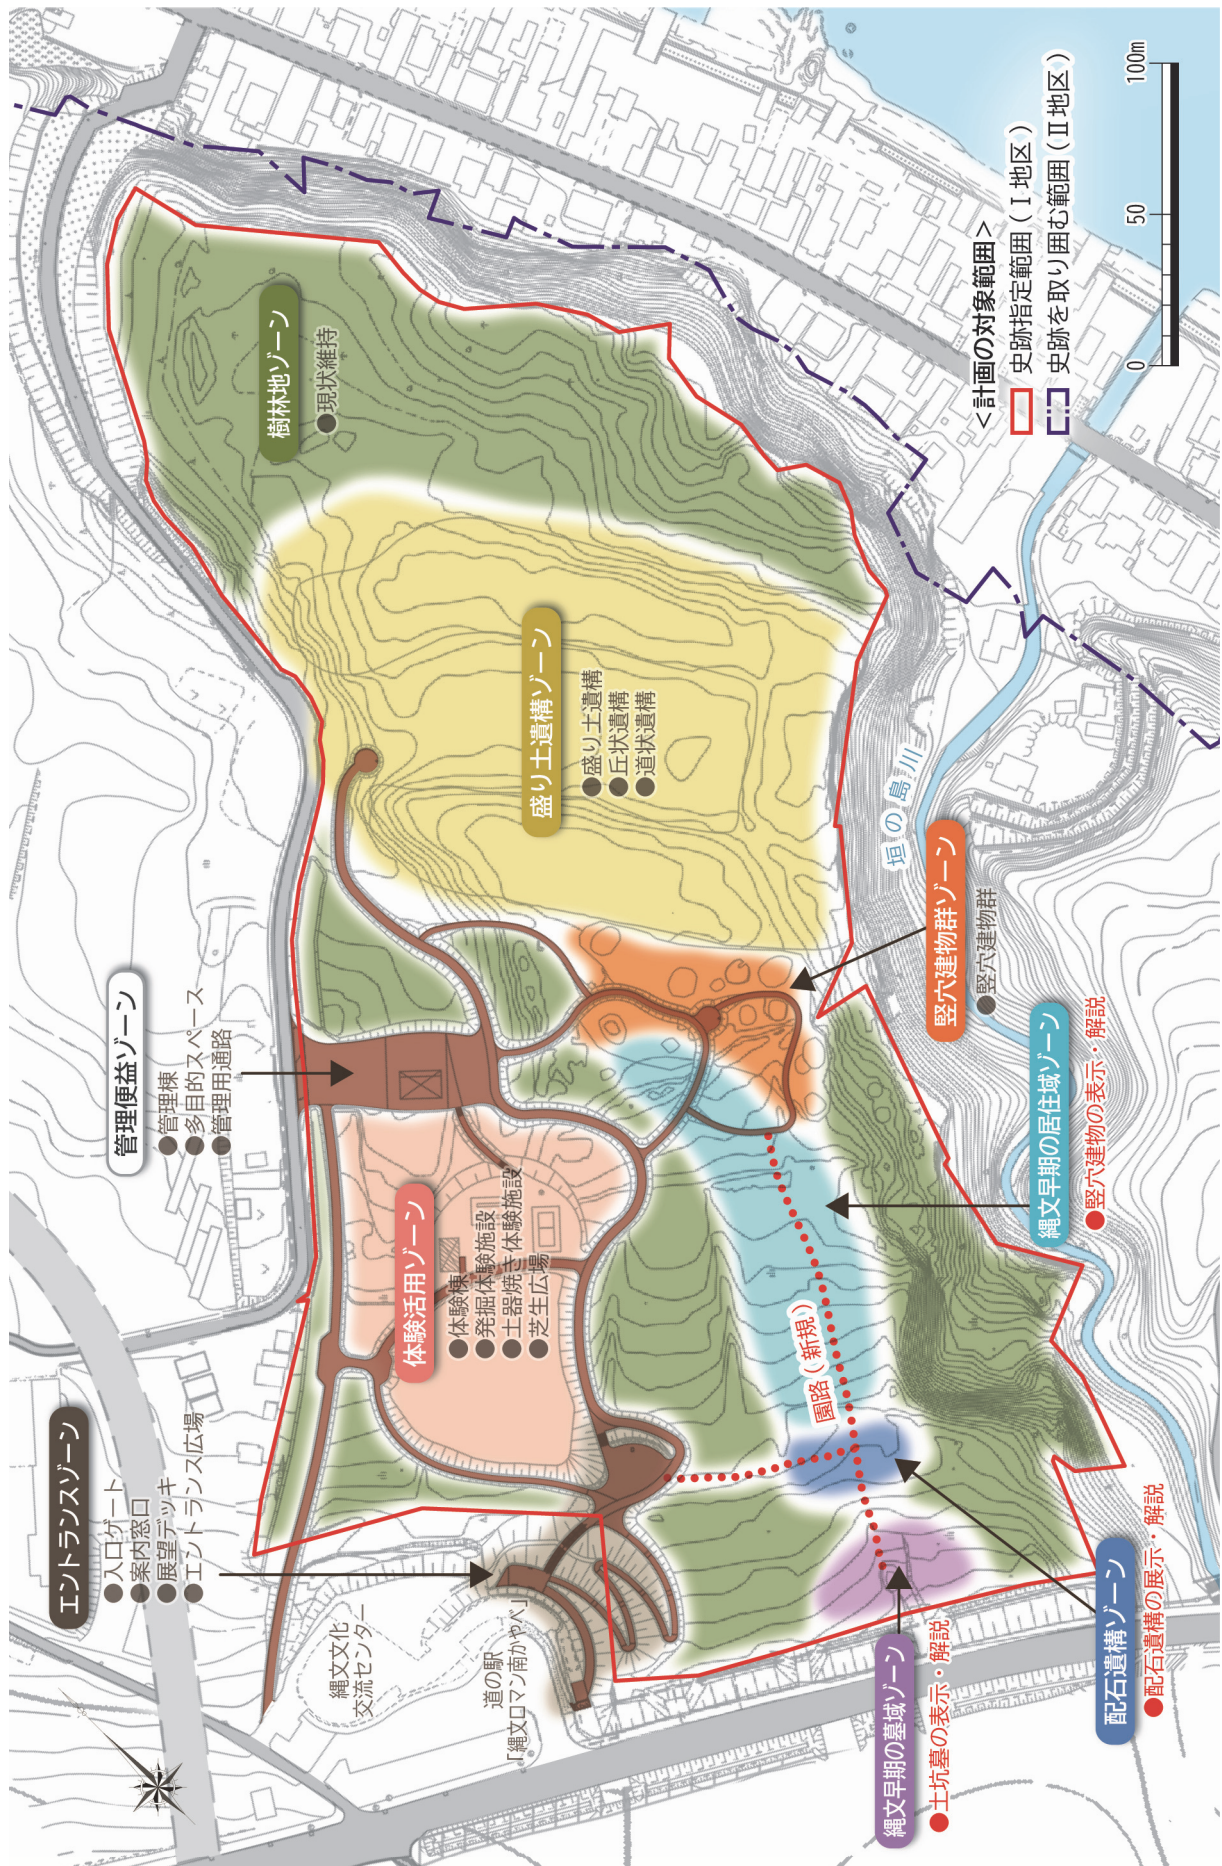 エントランスゾーン
●入口ゲート
●案内窓口
●展望デッキ
●エントランス広場
管理便益ゾーン
●管理棟
●多目的スペース
●管理用通路
樹林地ゾーン
●現状維持
縄文文化
交流センター
道の駅
「縄文ロマン南かやべ」
体験活用ゾーン
●体験棟
●発掘体験施設
●土器焼き体験施設
●芝生広場
盛り土遺構ゾーン
●盛り土遺構
●丘状遺構
●道状遺構
園路(新規)
垣の島川
縄文早期の墓域ゾーン
●土坑墓の表示・解説
配石遺構ゾーン
●配石遺構の展示・解説
縄文早期の居住域ゾーン
●竪穴建物の表示・解説
竪穴建物群ゾーン
●竪穴建物群
<計画の対象範囲>
史跡指定範囲(Ⅰ地区)
史跡を取り囲む範囲(Ⅱ地区)
0 50 100m